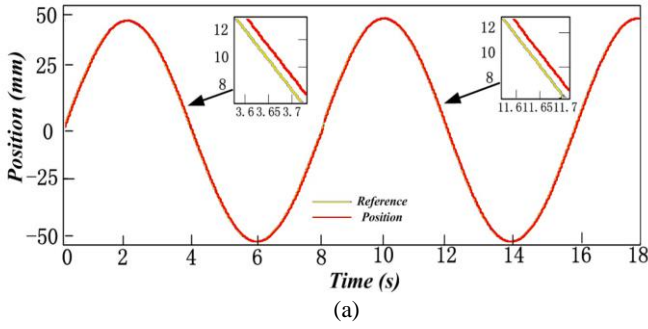 50
25
0
-25
-50
Position (mm)
12
10
8
3.6 3.65 3.7
12
10
8
11.6 11.65 11.7
Reference
Position
0 2 4 6 8 10 12 14 16 18
Time (s)
(a)